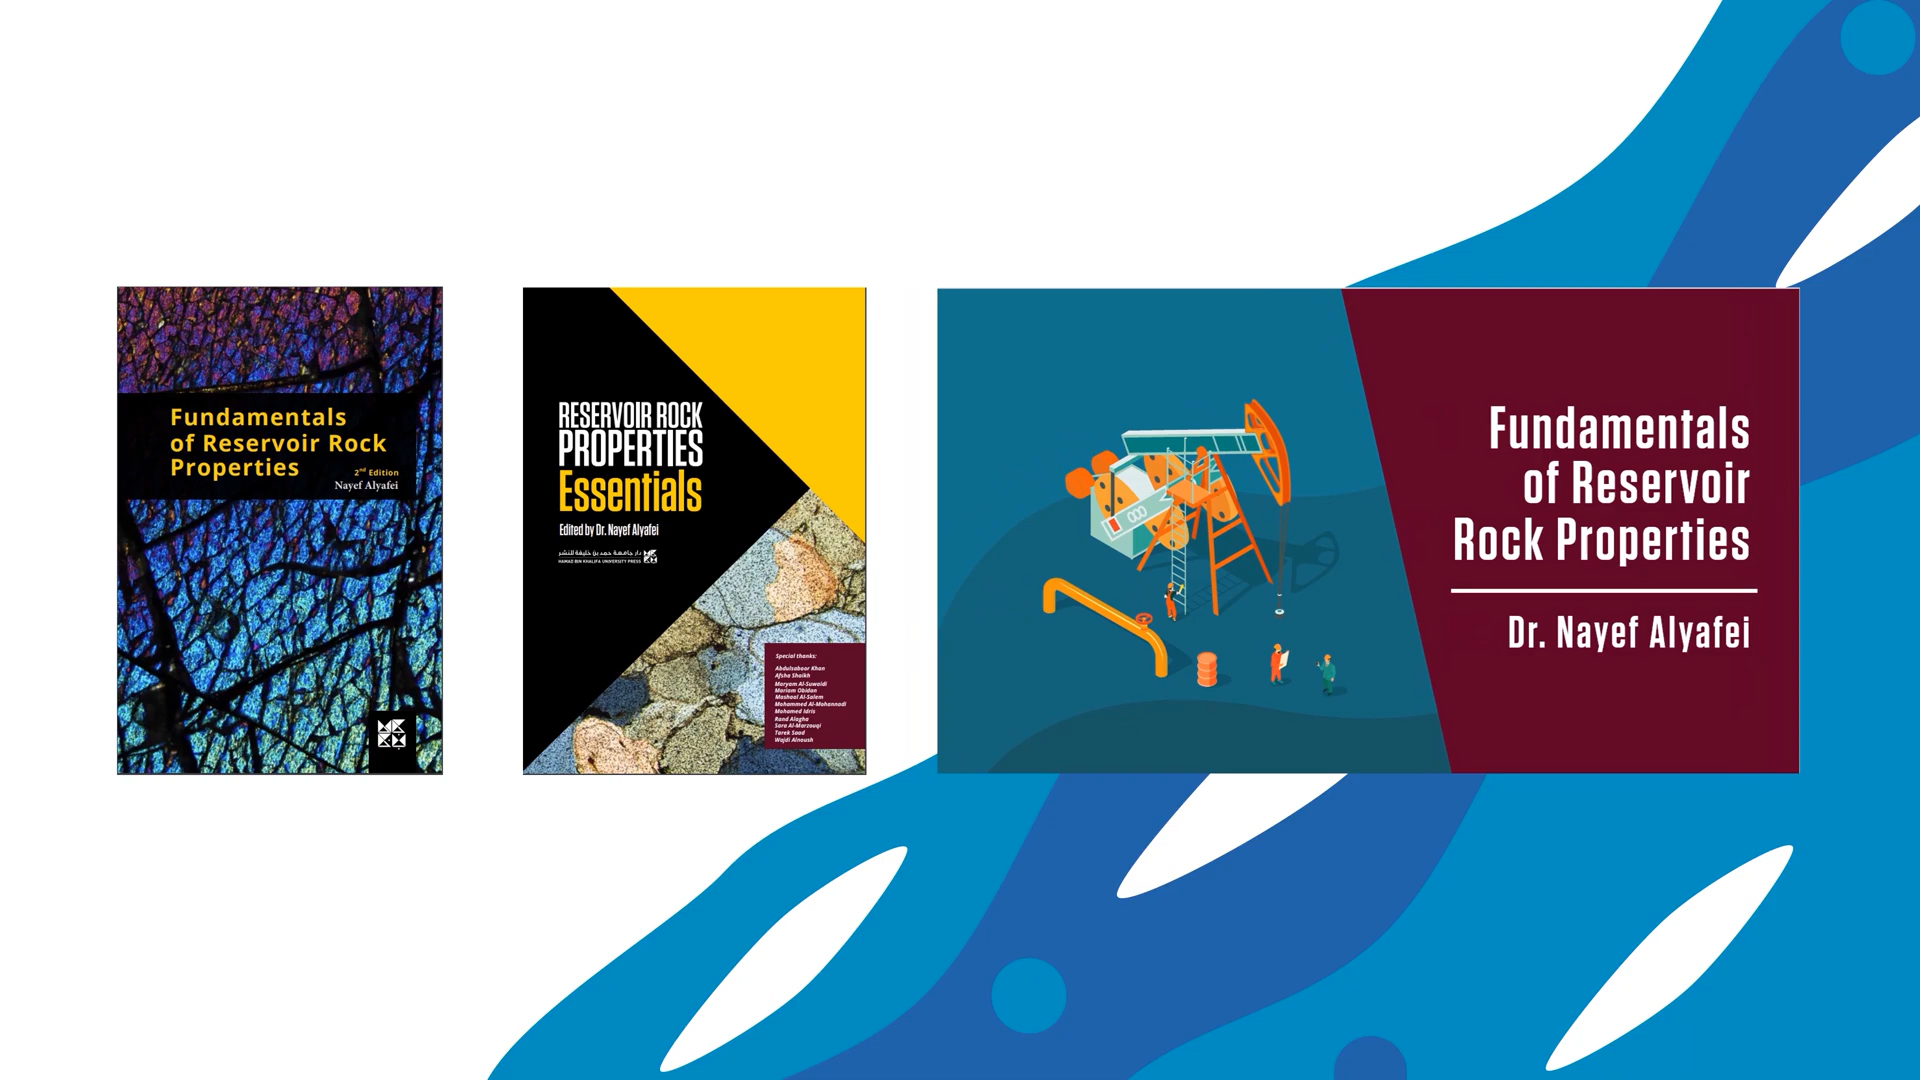 Fundamentals
of Reservoir Rock
Properties
2nd Edition
Nayef Alyafei
RESERVOIR ROCK
PROPERTIES
Essentials
Edited by Dr. Nayef Alyafei
دار جامعة حمد بن خليفة للنشر
HAMAD BIN KHALIFA UNIVERSITY PRESS
Special thanks:
Abdulsaboor Khan
Afsha Shaikh
Maryam Al-Suwaidi
Mariam Obidan
Mashaal Al-Salem
Mohammed Al-Mohannadi
Mohamed Idris
Rand Alagha
Sara Al-Marzouqi
Tarek Saad
Wajdi Alnoush
Fundamentals
of Reservoir
Rock Properties
Dr. Nayef Alyafei